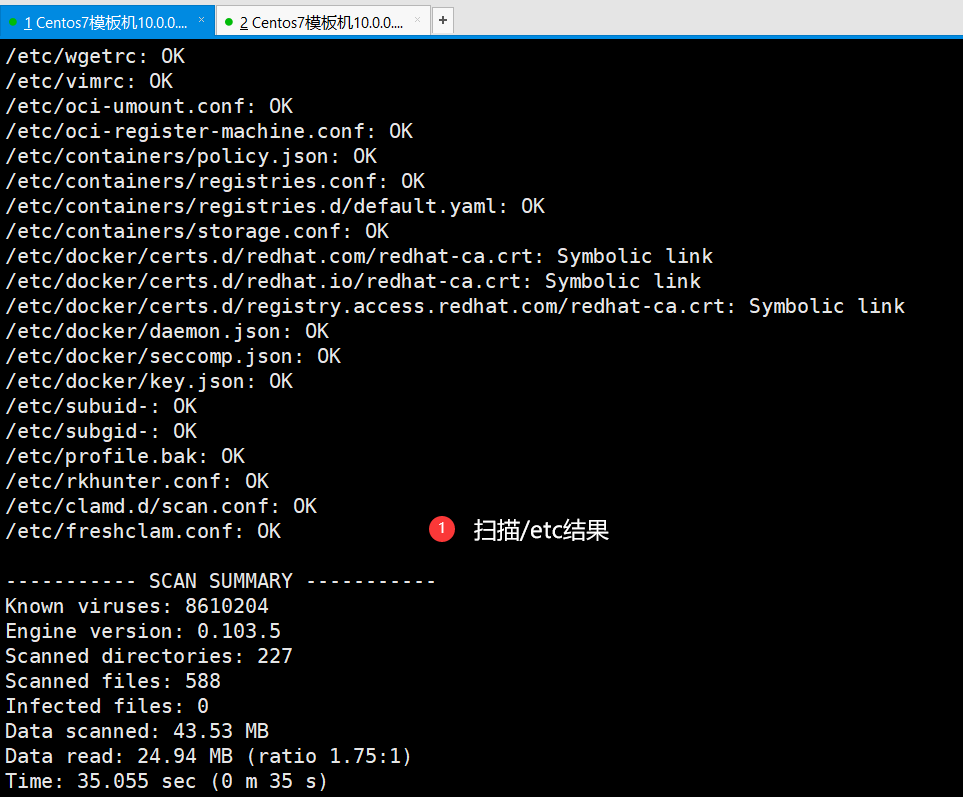 1 Centos7模板机10.0.0.... × 2 Centos7模板机10.0.0.... × +
/etc/wgetrc: OK
/etc/vimrc: OK
/etc/oci-umount.conf: OK
/etc/oci-register-machine.conf: OK
/etc/containers/policy.json: OK
/etc/containers/registries.conf: OK
/etc/containers/registries.d/default.yaml: OK
/etc/containers/storage.conf: OK
/etc/docker/certs.d/redhat.com/redhat-ca.crt: Symbolic link
/etc/docker/certs.d/redhat.io/redhat-ca.crt: Symbolic link
/etc/docker/certs.d/registry.access.redhat.com/redhat-ca.crt: Symbolic link
/etc/docker/daemon.json: OK
/etc/docker/seccomp.json: OK
/etc/docker/key.json: OK
/etc/subuid-: OK
/etc/subgid-: OK
/etc/profile.bak: OK
/etc/rkhunter.conf: OK
/etc/clamd.d/scan.conf: OK
/etc/freshclam.conf: OK
1 扫描/etc结果
----------- SCAN SUMMARY -----------
Known viruses: 8610204
Engine version: 0.103.5
Scanned directories: 227
Scanned files: 588
Infected files: 0
Data scanned: 43.53 MB
Data read: 24.94 MB (ratio 1.75:1)
Time: 35.055 sec (0 m 35 s)